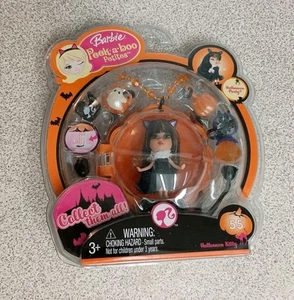 Barbie
Peek·a·boo
Petites
Collect
them all!
3+
WARNING:
CHOKING HAZARD- Small parts.
Not for children under 3 years.
Halloween Kitty